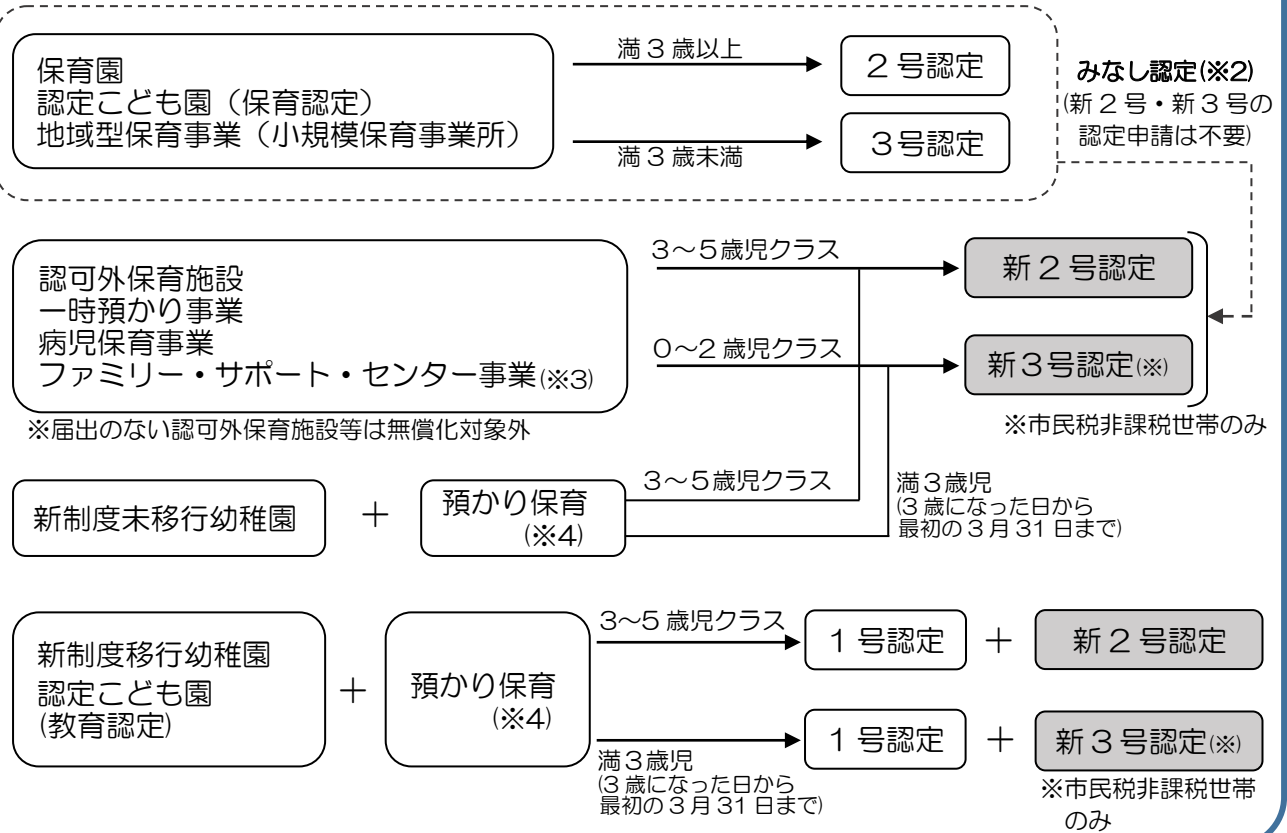 保育園
認定こども園（保育認定）
地域型保育事業（小規模保育事業所）
満３歳以上
２号認定
満３歳未満
３号認定
みなし認定(※2)
(新２号・新３号の
認定申請は不要)
認可外保育施設
一時預かり事業
病児保育事業
ファミリー・サポート・センター事業(※3)
※届出のない認可外保育施設等は無償化対象外
３～５歳児クラス
新２号認定
０～２歳児クラス
新３号認定(※)
※市民税非課税世帯のみ
新制度未移行幼稚園
＋
預かり保育
(※4)
３～５歳児クラス
満３歳児
(３歳になった日から
最初の３月31日まで)
新制度移行幼稚園
認定こども園
(教育認定)
＋
預かり保育
(※4)
３～５歳児クラス
１号認定
＋
新２号認定
満３歳児
(３歳になった日から
最初の３月31日まで)
１号認定
＋
新３号認定(※)
※市民税非課税世帯
のみ